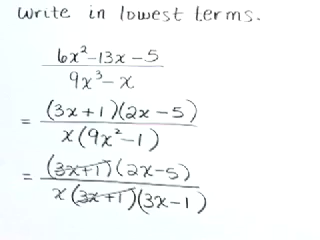 Write in lowest terms.
6x²-13x-5
9x³-x
= (3x+1)(2x-5)
x(9x²-1)
= (3x+1)(2x-5)
x(3x+1)(3x-1)